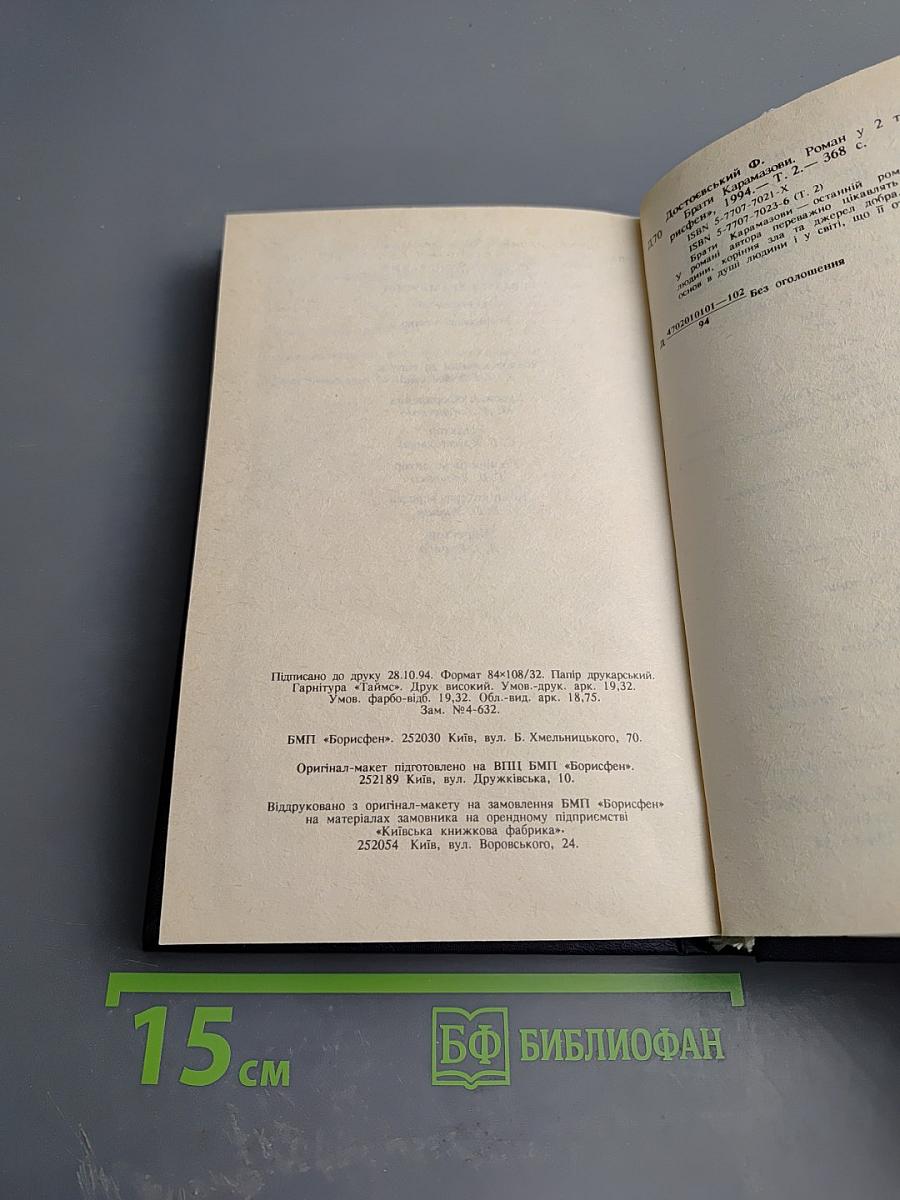 Підписано до друку 28.10.94. Формат 84×108/32. Папір друкарський.
Гарнітура «Таймс». Друк високий. Умов.-друк. арк. 19,32.
Умов. фарбо-відб. 19,32. Обл.-вид. арк. 18,75.
Зам. №4-632.
БМП «Борисфен». 252030 Київ, вул. Б. Хмельницького, 70.
Оригінал-макет підготовлено на ВПЦ БМП «Борисфен».
252189 Київ, вул. Дружківська, 10.
Віддруковано з оригінал-макету на замовлення БМП «Борисфен»
на матеріалах замовника на орендному підприємстві
«Київська книжкова фабрика».
252054 Київ, вул. Воровського, 24.
Достоєвський Ф.
Д70 Брати Карамазови. Роман у 2 т
рисфен», 1994.— Т. 2.— 368 с.
ISBN 5-7707-7021-X
ISBN 5-7707-7023-6 (Т. 2)
Брати Карамазови — останній ром
у романі автора переважно цікавлять
людини, коріння зла та джерел добра.
основ в душі людини і у світі, що її от
Д 4702010101—102
94
Без оголошення
15 см
БФ БИБЛИОФАН